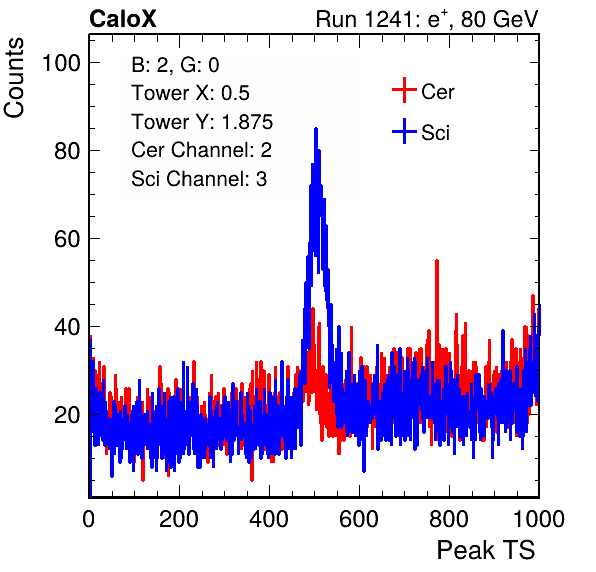 CaloX Run 1241: e+, 80 GeV
B: 2, G: 0
Tower X: 0.5
Tower Y: 1.875
Cer Channel: 2
Sci Channel: 3
Cer
Sci
Counts
100
80
60
40
20
0 200 400 600 800 1000
Peak TS